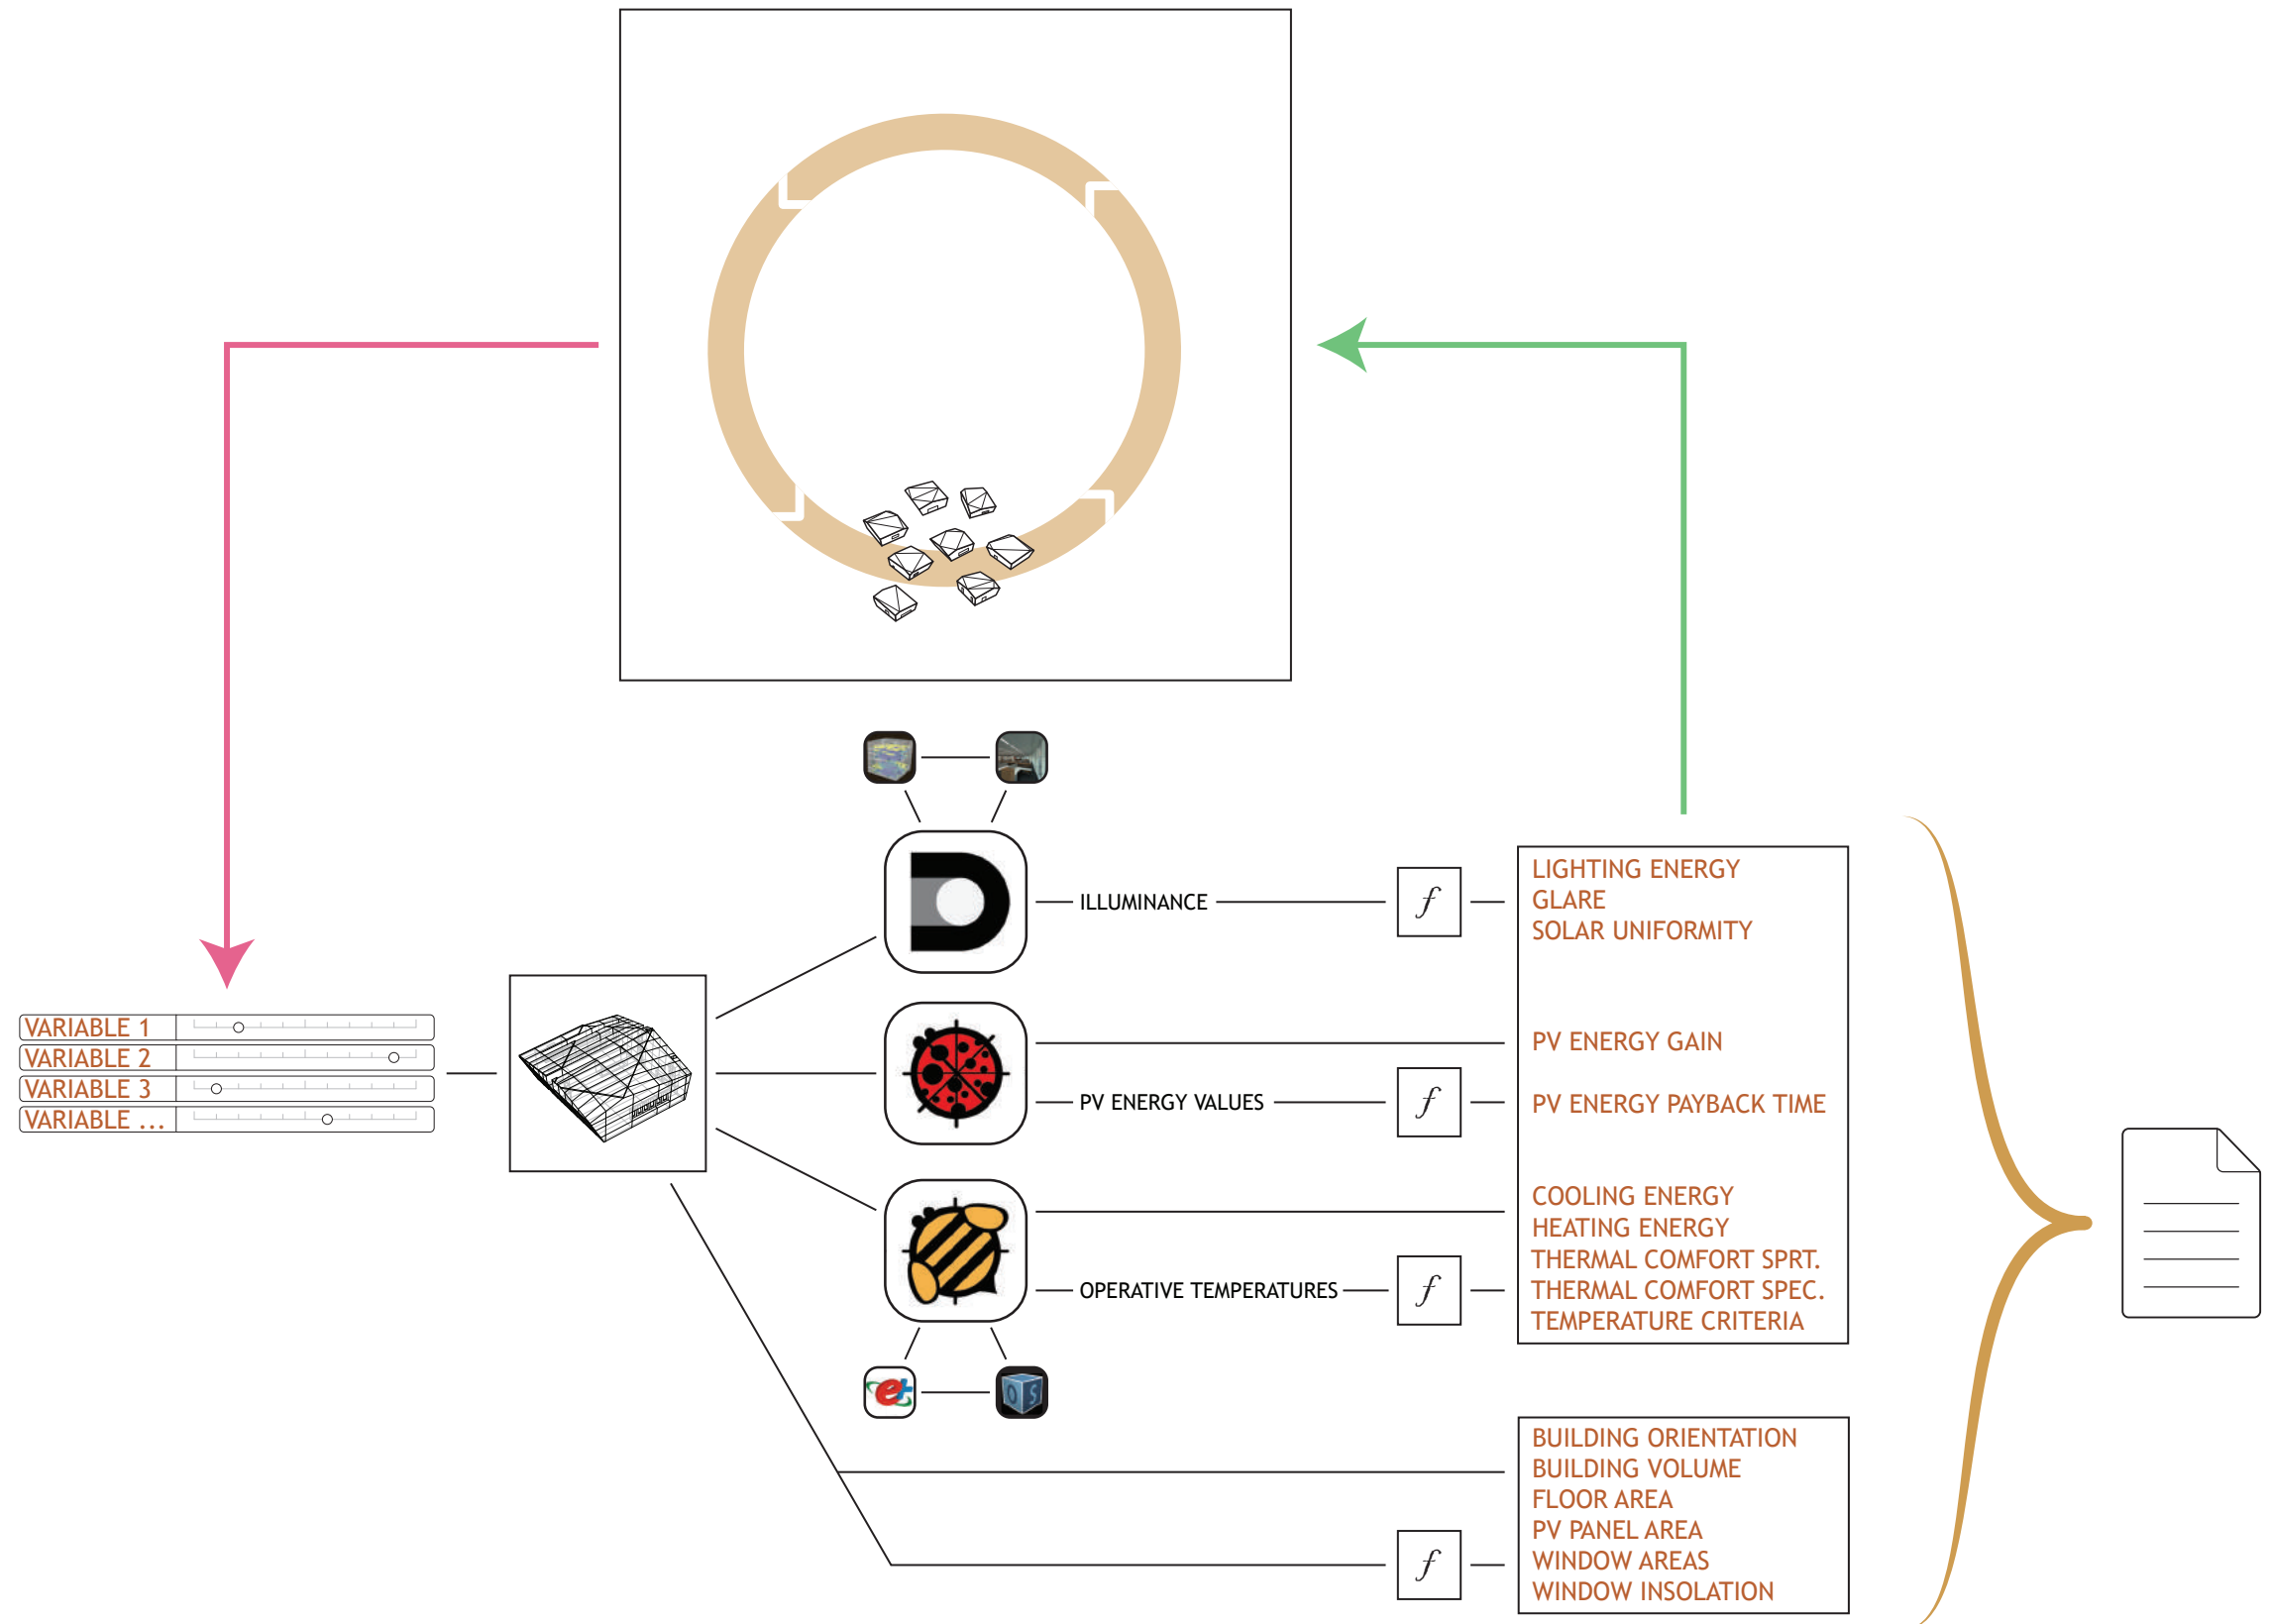 VARIABLE 1
VARIABLE 2
VARIABLE 3
VARIABLE ...
ILLUMINANCE
f
LIGHTING ENERGY
GLARE
SOLAR UNIFORMITY
PV ENERGY GAIN
PV ENERGY VALUES
f
PV ENERGY PAYBACK TIME
COOLING ENERGY
HEATING ENERGY
THERMAL COMFORT SPRT.
OPERATIVE TEMPERATURES
f
THERMAL COMFORT SPEC.
TEMPERATURE CRITERIA
et
OS
BUILDING ORIENTATION
BUILDING VOLUME
FLOOR AREA
PV PANEL AREA
f
WINDOW AREAS
WINDOW INSOLATION